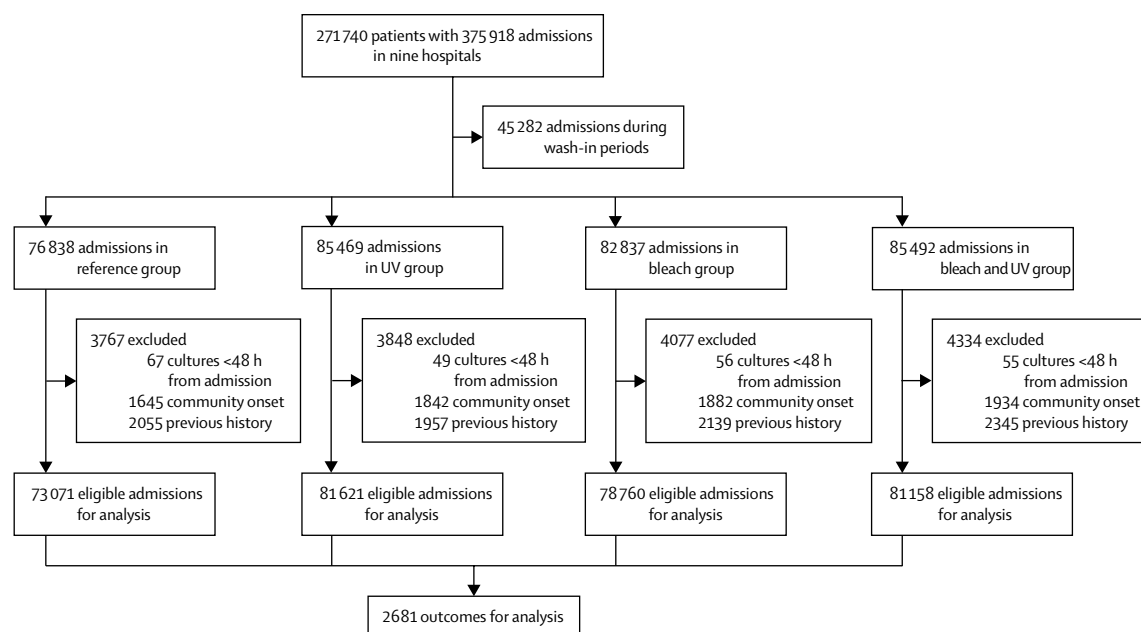 271 740 patients with 375 918 admissions
in nine hospitals
45 282 admissions during
wash-in periods
76 838 admissions in
reference group
85 469 admissions
in UV group
82 837 admissions in
bleach group
85 492 admissions in
bleach and UV group
3767 excluded
67 cultures <48 h
from admission
1645 community onset
2055 previous history
3848 excluded
49 cultures <48 h
from admission
1842 community onset
1957 previous history
4077 excluded
56 cultures <48 h
from admission
1882 community onset
2139 previous history
4334 excluded
55 cultures <48 h
from admission
1934 community onset
2345 previous history
73 071 eligible admissions
for analysis
81 621 eligible admissions
for analysis
78 760 eligible admissions
for analysis
81 158 eligible admissions
for analysis
2681 outcomes for analysis